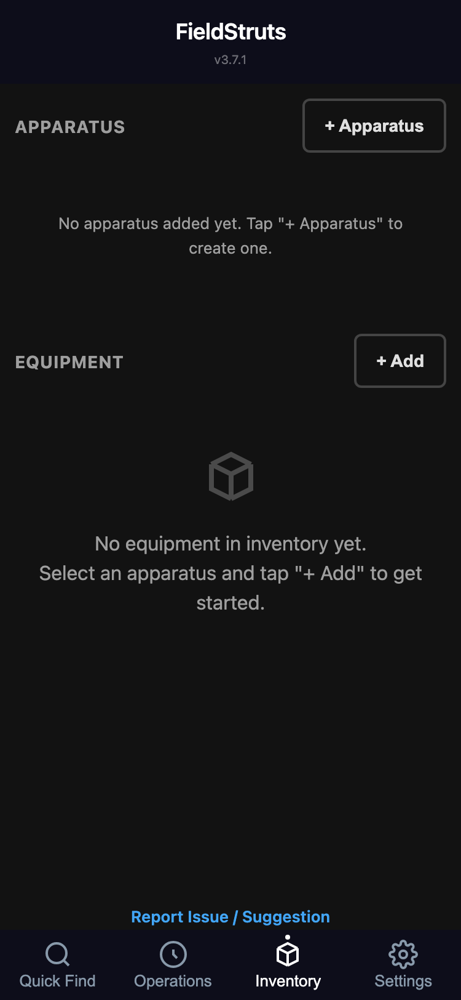 FieldStruts
v3.7.1
APPARATUS
+ Apparatus
No apparatus added yet. Tap "+ Apparatus" to
create one.
EQUIPMENT
+ Add
No equipment in inventory yet.
Select an apparatus and tap "+ Add" to get
started.
Report Issue / Suggestion
Quick Find
Operations
Inventory
Settings